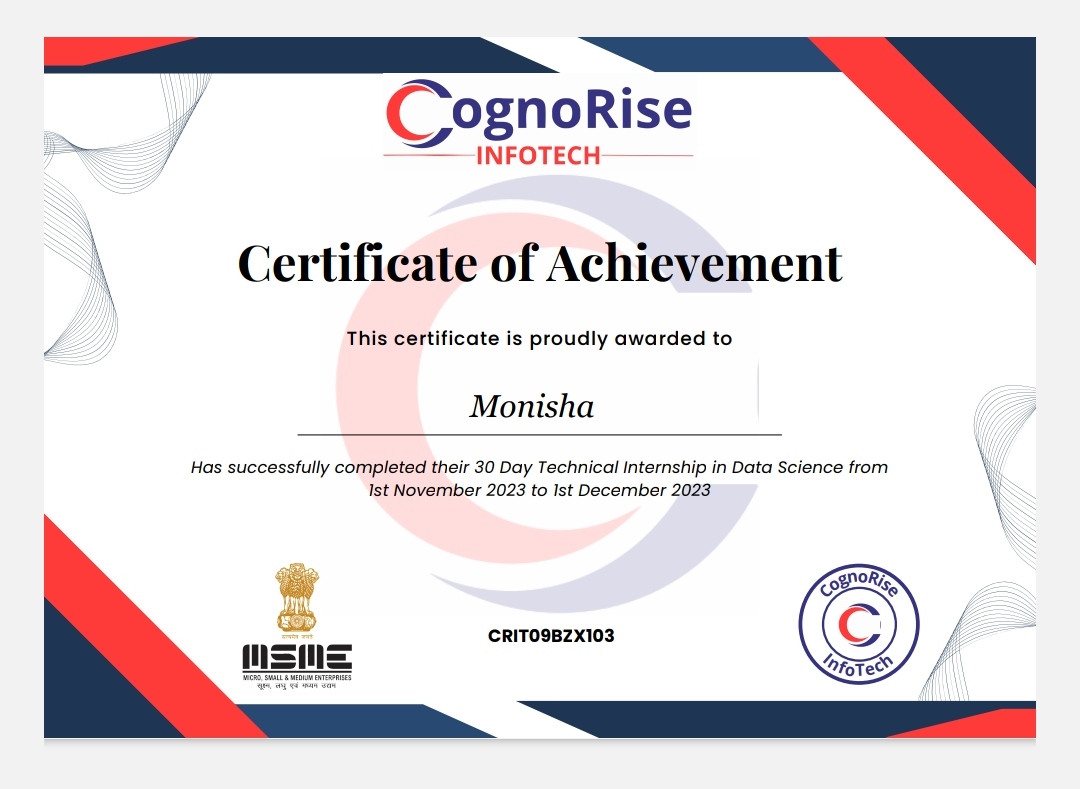 CognoRise
INFOTECH
Certificate of Achievement
This certificate is proudly awarded to
Monisha
Has successfully completed their 30 Day Technical Internship in Data Science from
1st November 2023 to 1st December 2023
सत्यमेव जयते
MSME
MICRO, SMALL & MEDIUM ENTERPRISES
सूक्ष्म, लघु एवं मध्यम उद्यम
CRIT09BZX103
CognoRise
InfoTech